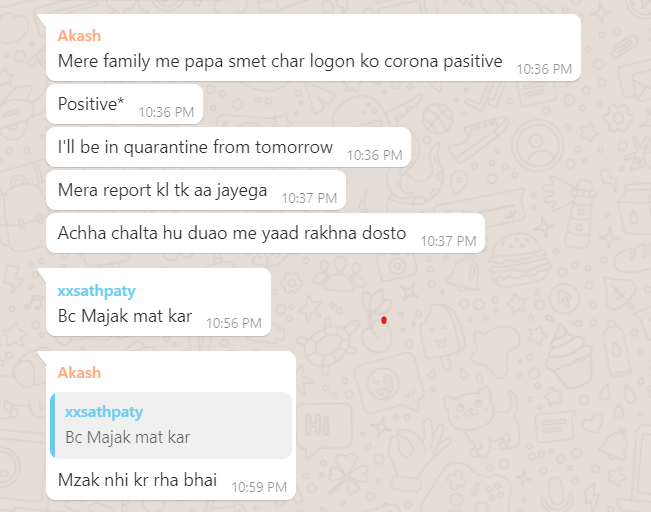 Akash
Mere family me papa smet char logon ko corona pasitive 10:36 PM
Positive* 10:36 PM
I'll be in quarantine from tomorrow 10:36 PM
Mera report kl tk aa jayega 10:37 PM
Achha chalta hu duao me yaad rakhna dosto 10:37 PM
xxsathpaty
Bc Majak mat kar 10:56 PM
Akash
xxsathpaty
Bc Majak mat kar
Mzak nhi kr rha bhai 10:59 PM